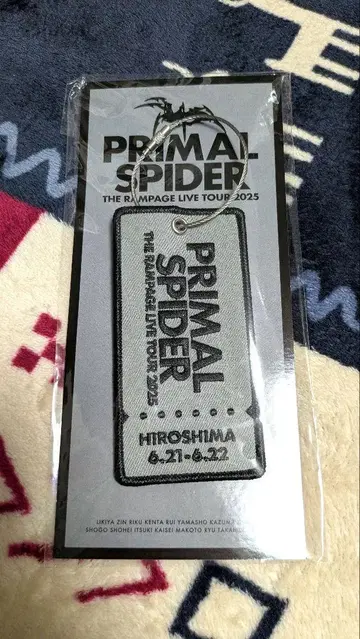 PRIMAL
SPIDER
THE RAMPAGE LIVE TOUR 2025
PRIMAL
SPIDER
THE RAMPAGE LIVE TOUR 2025
HIROSHIMA
6.21-6.22
LIKIYA ZIN RIKU KENTA RUI YAMASHO KAZUMA
SHOGO SHOHEI ITSUKI KAISEI MAKOTO RYU